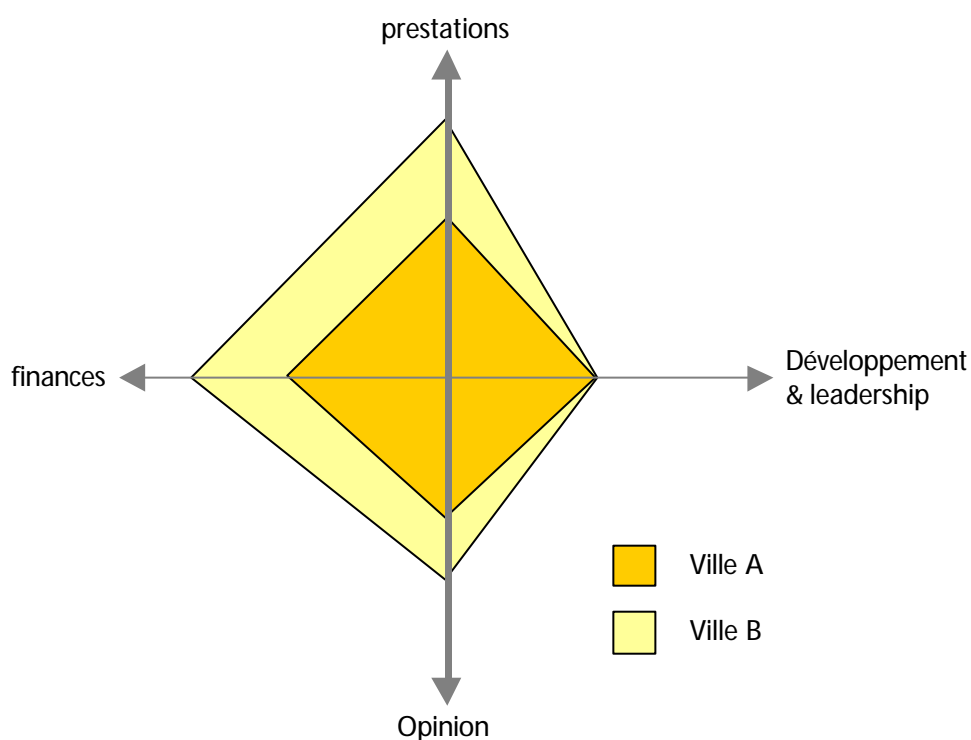 prestations
finances
Développement
& leadership
Ville A
Ville B
Opinion